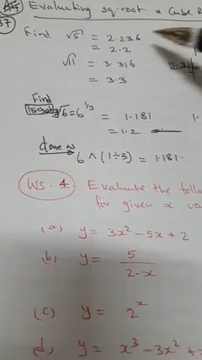 Evaluating sq. root & Cube R
37
Find √5 = 2.236
= 2.2
√11 = 3.316
= 3.3
Find
√6 = 6^1/3 = 1.181
= 1.2
done as
6 ^ (1÷3) = 1.181
WS. 4. Evaluate the follo
for given x va
(a) y = 3x² - 5x + 2
(b) y = 5/(2-x)
(c) y = 2^x
(d) y = x³ - 3x² +